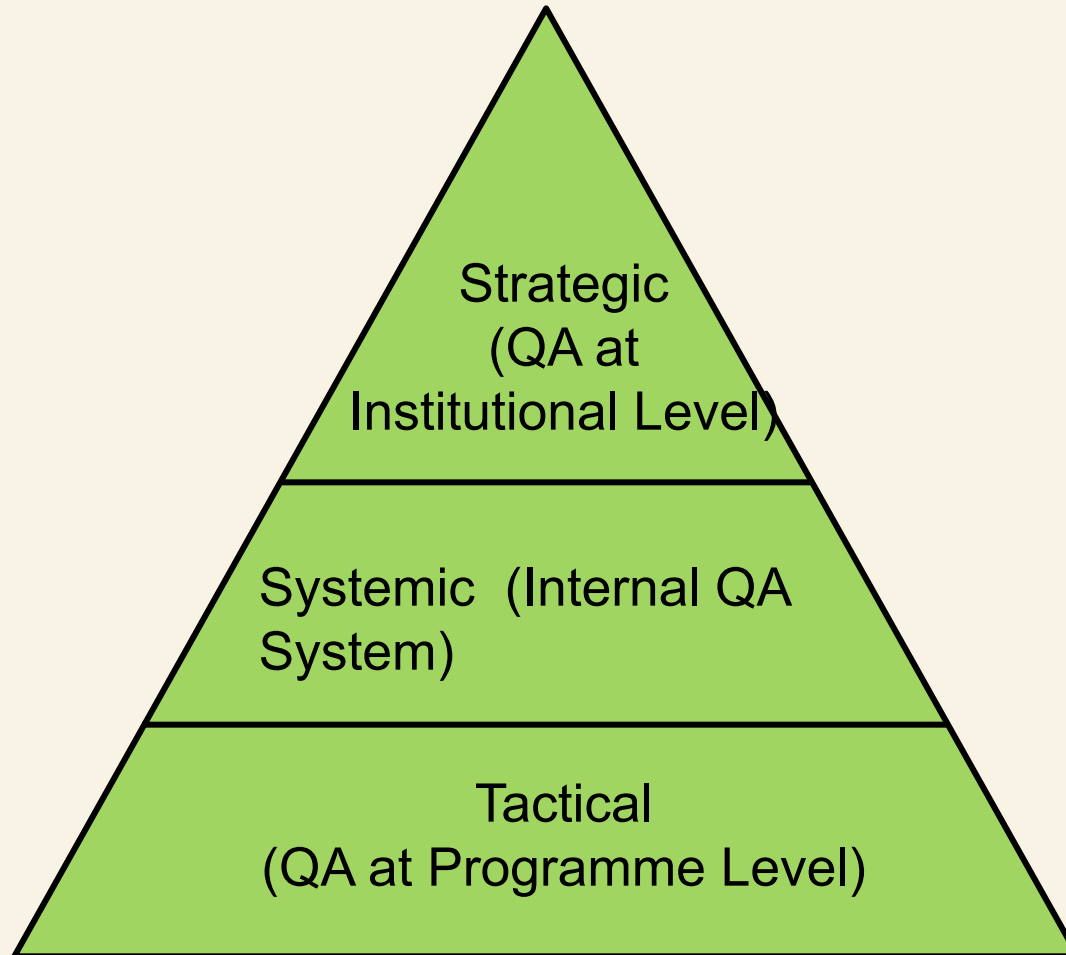 Strategic
(QA at
Institutional Level)
Systemic  (Internal QA
System)
Tactical
(QA at Programme Level)